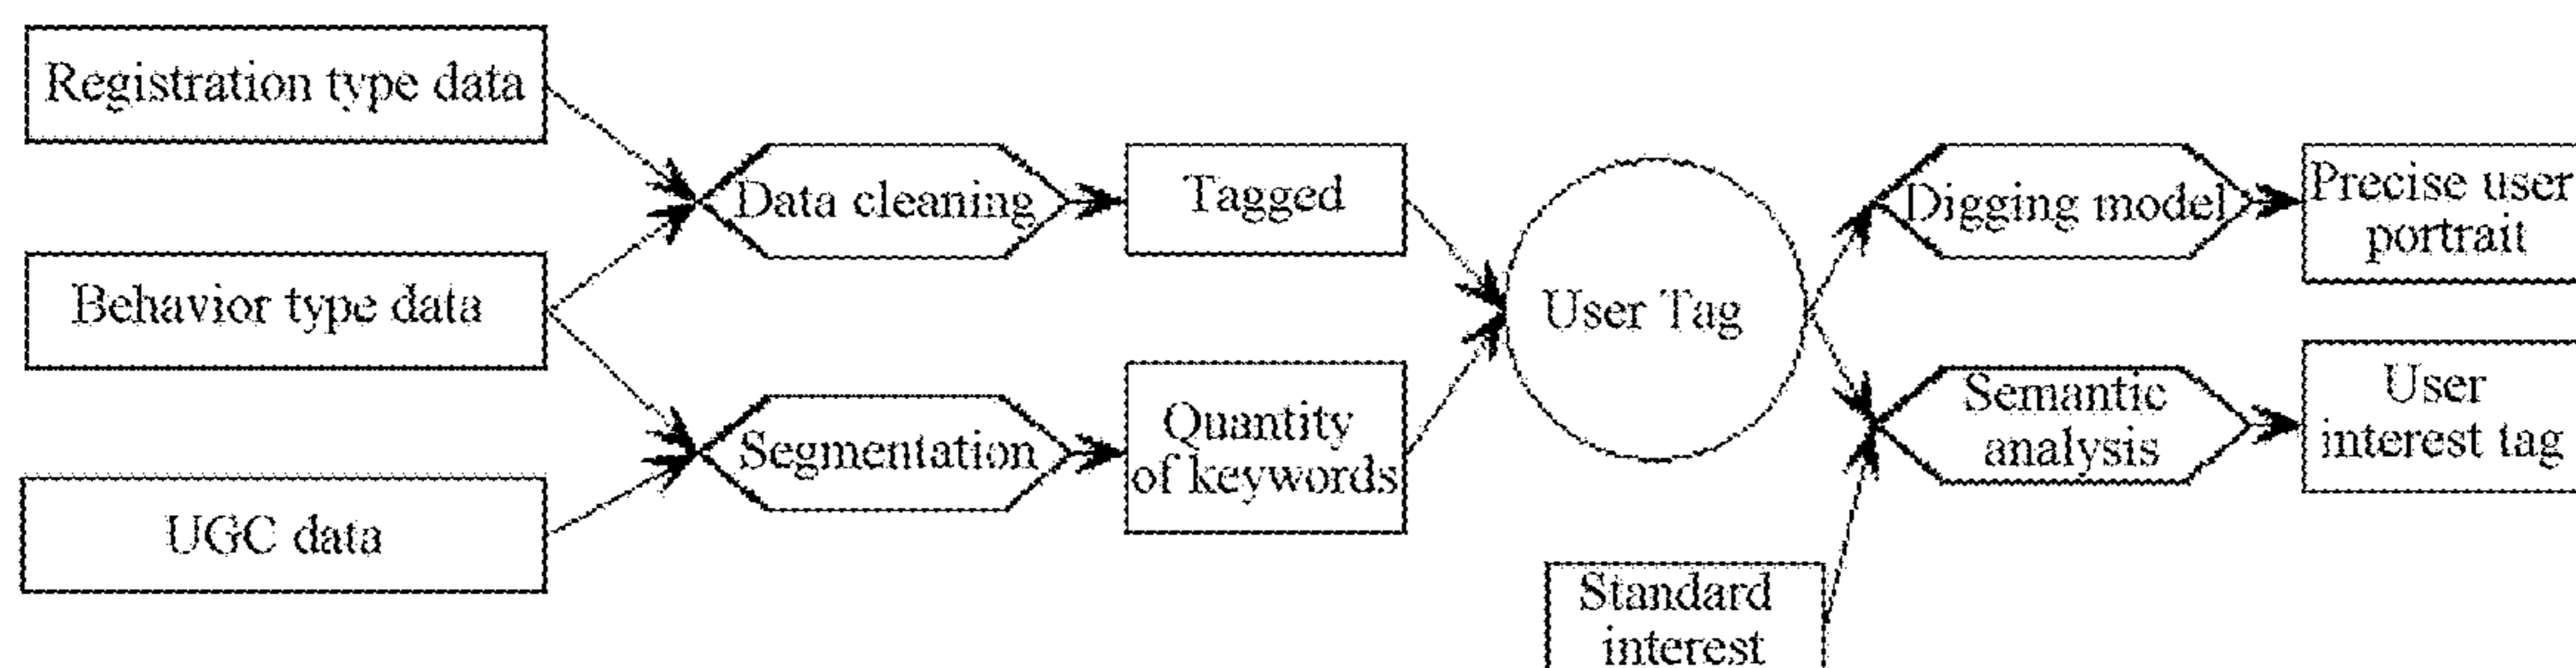 Registration type data
Behavior type data
UGC data
Data cleaning
Segmentation
Tagged
Quantity
of keywords
User Tag
Standard
interest
Digging model
Semantic
analysis
Precise user
portrait
User
interest tag